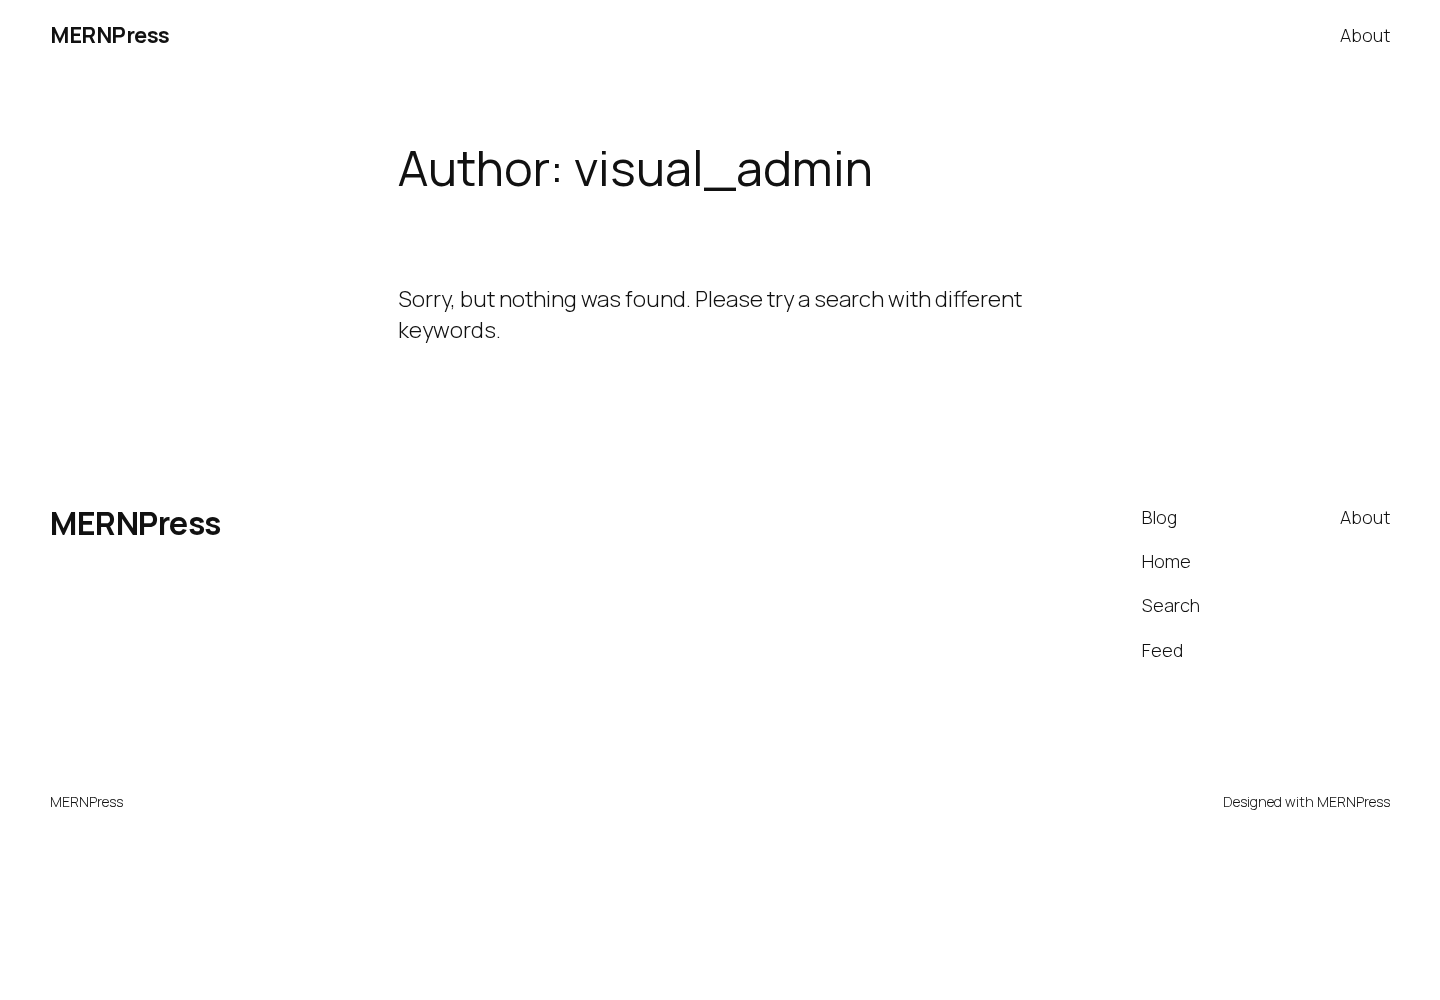 MERNPress
About
Author: visual_admin
Sorry, but nothing was found. Please try a search with different
keywords.
MERNPress
Blog
Home
Search
Feed
About
MERNPress
Designed with MERNPress